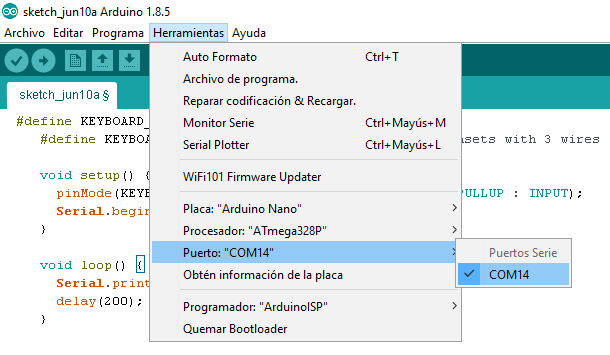 sketch_jun10a Arduino 1.8.5
Archivo Editar Programa Herramientas Ayuda
sketch_jun10a §
Auto Formato Ctrl+T
Archivo de programa.
Reparar codificación & Recargar.
Monitor Serie Ctrl+Mayús+M
Serial Plotter Ctrl+Mayús+L
WiFi101 Firmware Updater
Placa: "Arduino Nano"
Procesador: "ATmega328P"
Puerto: "COM14"
Obtén información de la placa
Programador: "ArduinoISP"
Quemar Bootloader
Puertos Serie
COM14
#define KEYBOARD_
#define KEYBO sets with 3 wires
void setup() {
pinMode(KEYB PULLUP : INPUT);
Serial.begin
}
void loop() {
Serial.print
delay(200);
}